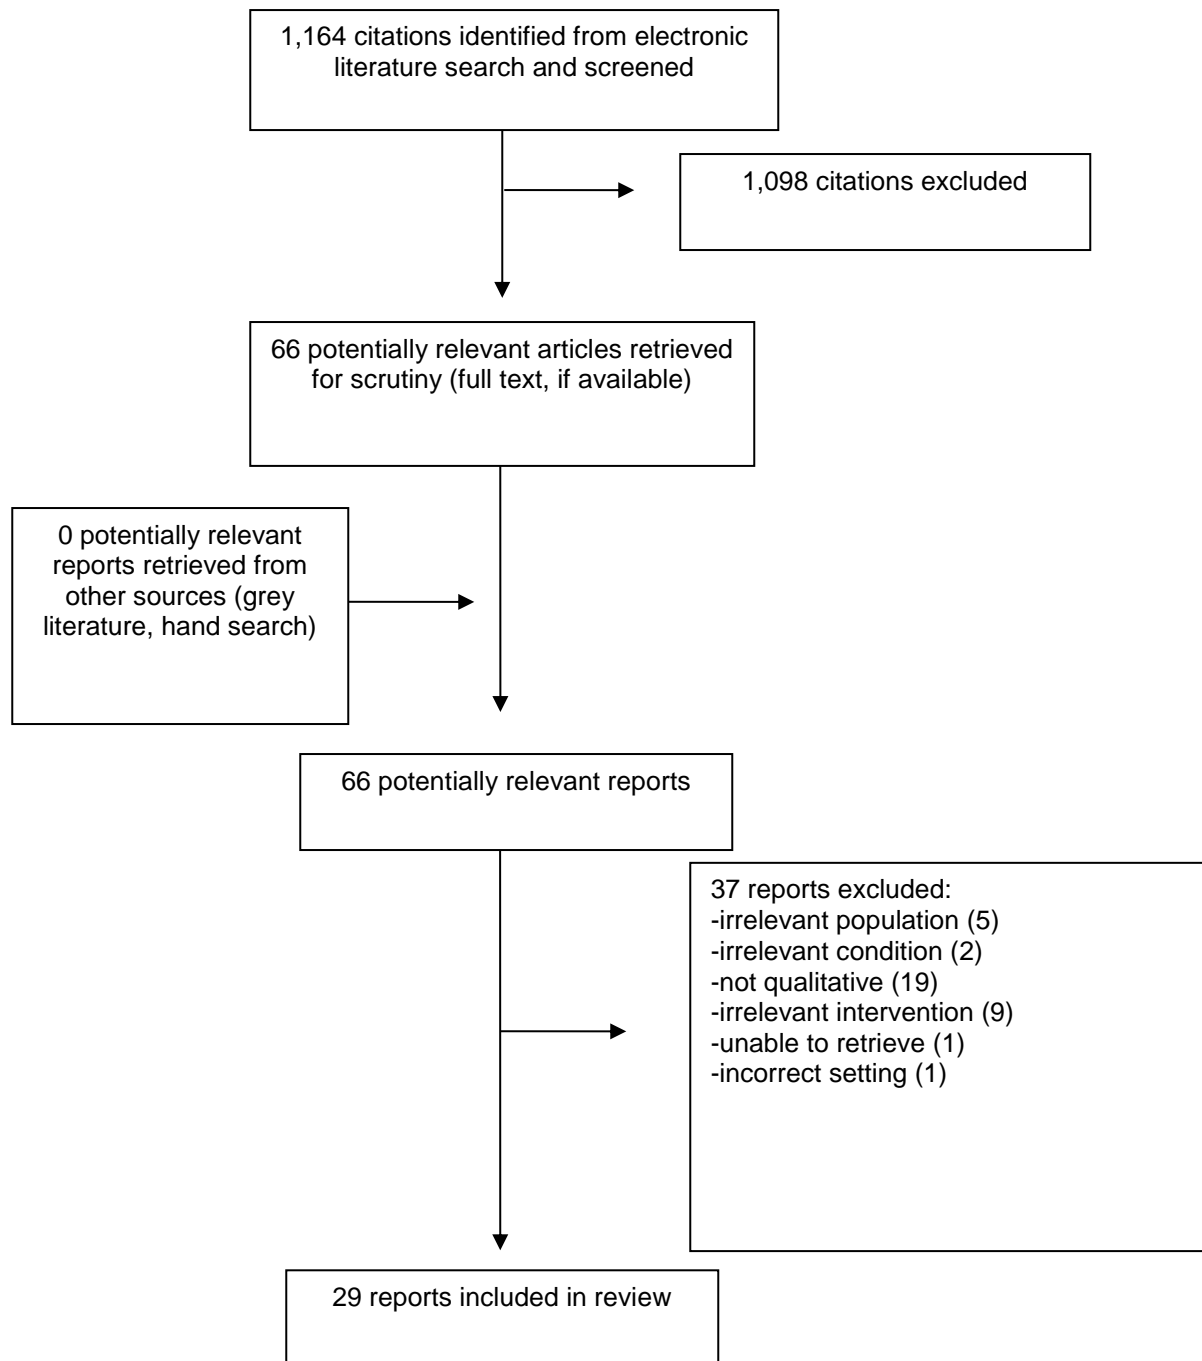 1,164 citations identified from electronic
literature search and screened
1,098 citations excluded
66 potentially relevant articles retrieved
for scrutiny (full text, if available)
0 potentially relevant
reports retrieved from
other sources (grey
literature, hand search)
66 potentially relevant reports
37 reports excluded:
-irrelevant population (5)
-irrelevant condition (2)
-not qualitative (19)
-irrelevant intervention (9)
-unable to retrieve (1)
-incorrect setting (1)
29 reports included in review